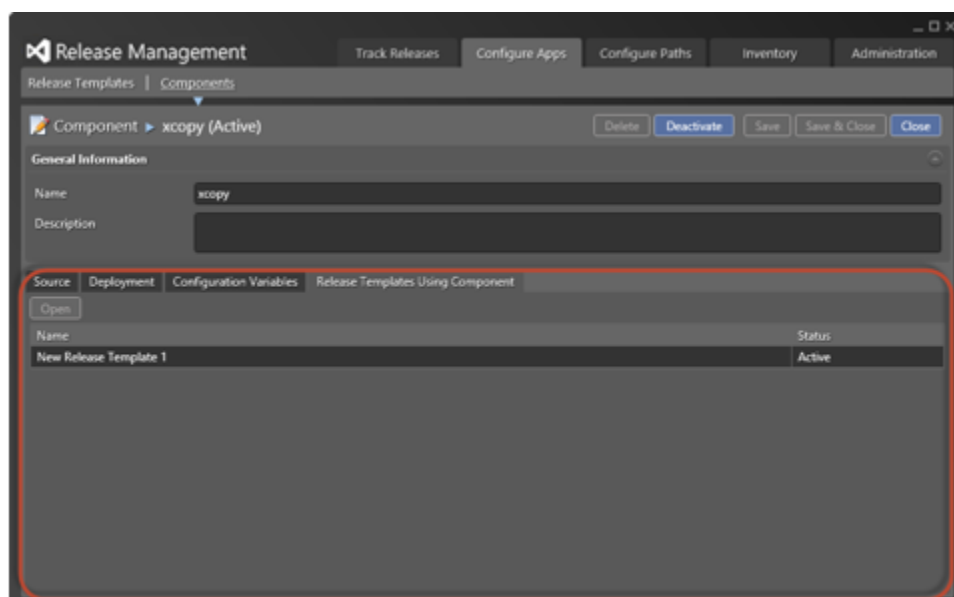 Release Management Track Releases Configure Apps Configure Paths Inventory Administration
Release Templates | Components
Component ▸ xcopy (Active) Delete Deactivate Save Save & Close Close
General Information
Name xcopy
Description
Source Deployment Configuration Variables Release Templates Using Component
Open
Name Status
New Release Template 1 Active